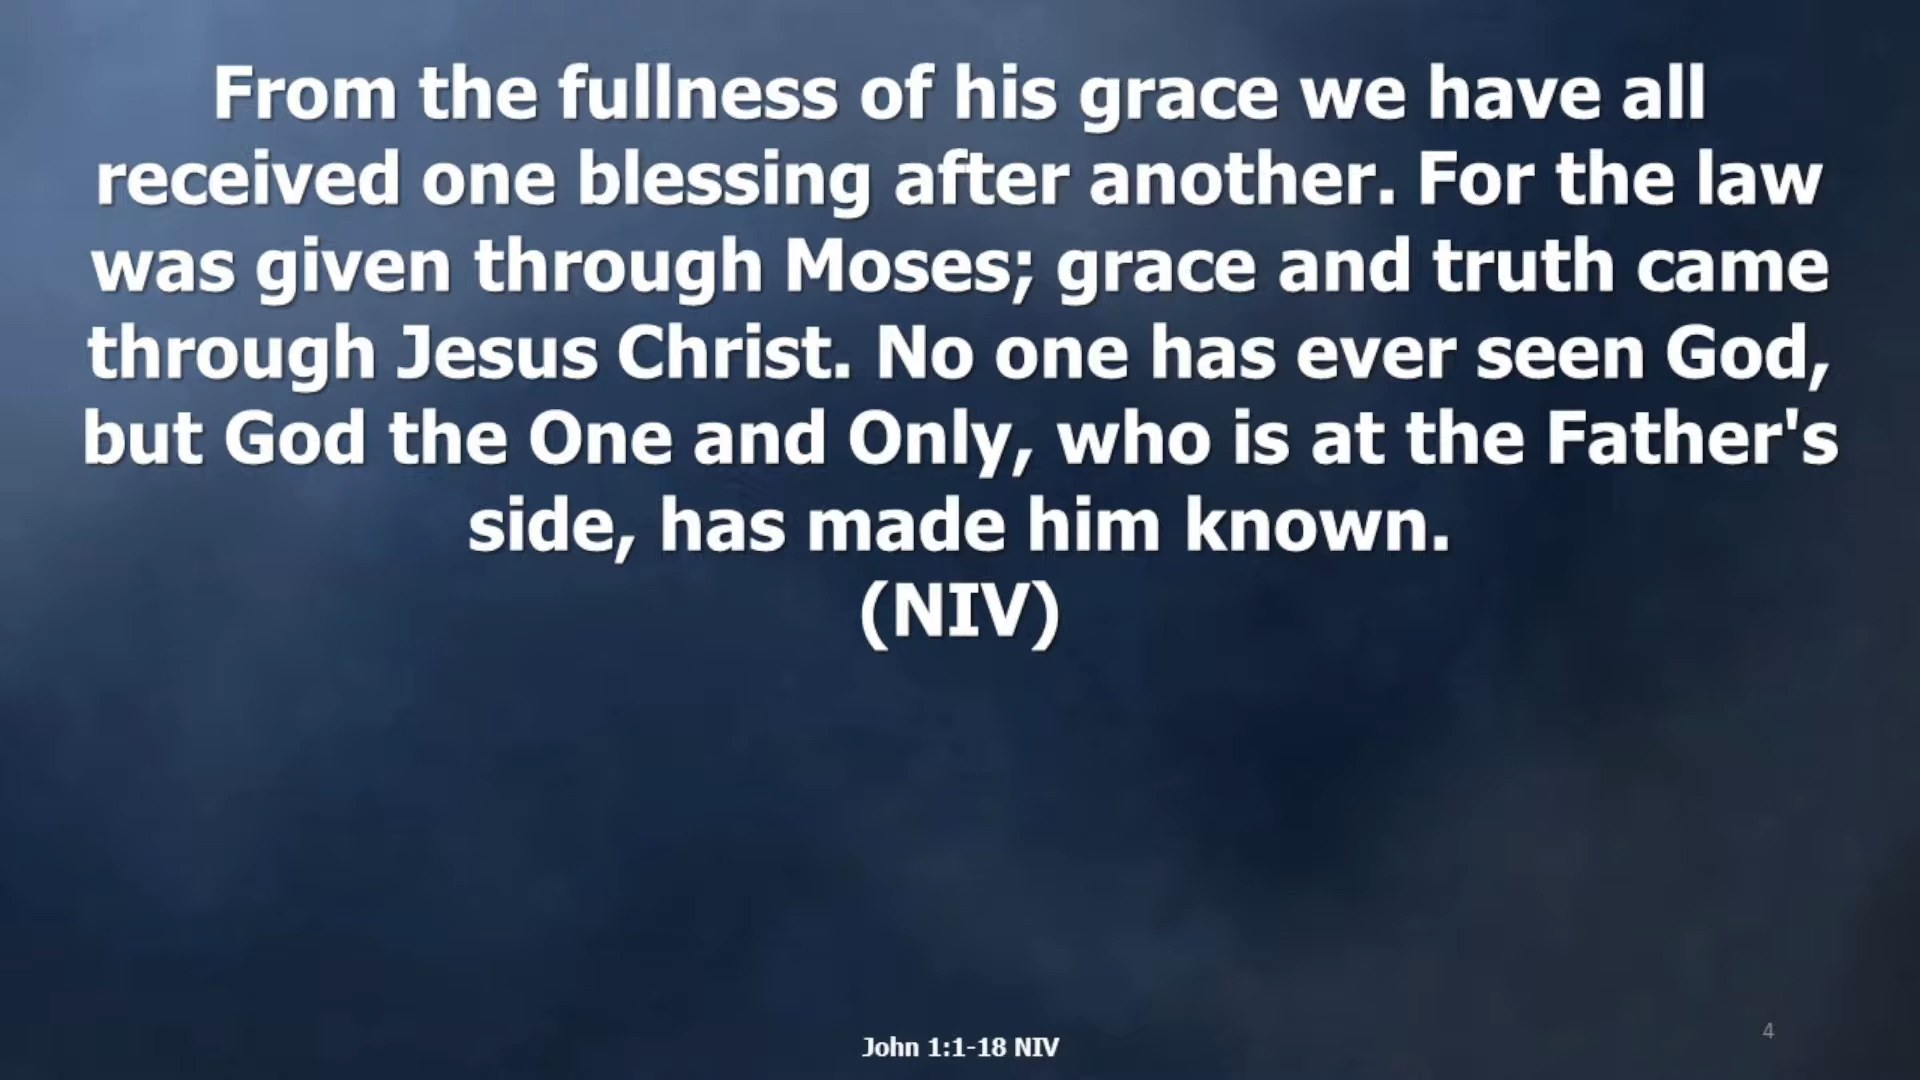 From the fullness of his grace we have all
received one blessing after another. For the law
was given through Moses; grace and truth came
through Jesus Christ. No one has ever seen God,
but God the One and Only, who is at the Father's
side, has made him known.
(NIV)
John 1:1-18 NIV
4